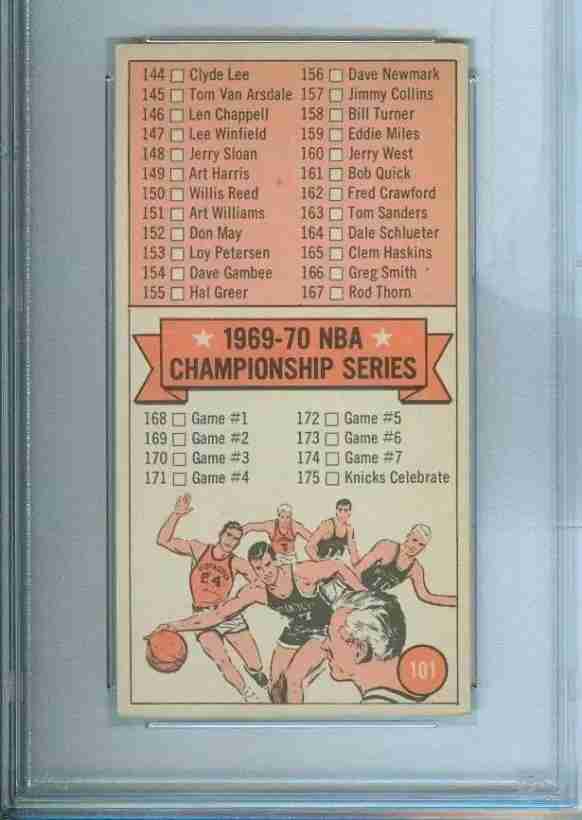 144 Clyde Lee
145 Tom Van Arsdale
146 Len Chappell
147 Lee Winfield
148 Jerry Sloan
149 Art Harris
150 Willis Reed
151 Art Williams
152 Don May
153 Loy Petersen
154 Dave Gambee
155 Hal Greer
156 Dave Newmark
157 Jimmy Collins
158 Bill Turner
159 Eddie Miles
160 Jerry West
161 Bob Quick
162 Fred Crawford
163 Tom Sanders
164 Dale Schlueter
165 Clem Haskins
166 Greg Smith
167 Rod Thorn
1969-70 NBA
CHAMPIONSHIP SERIES
168 Game #1
169 Game #2
170 Game #3
171 Game #4
172 Game #5
173 Game #6
174 Game #7
175 Knicks Celebrate
24
101